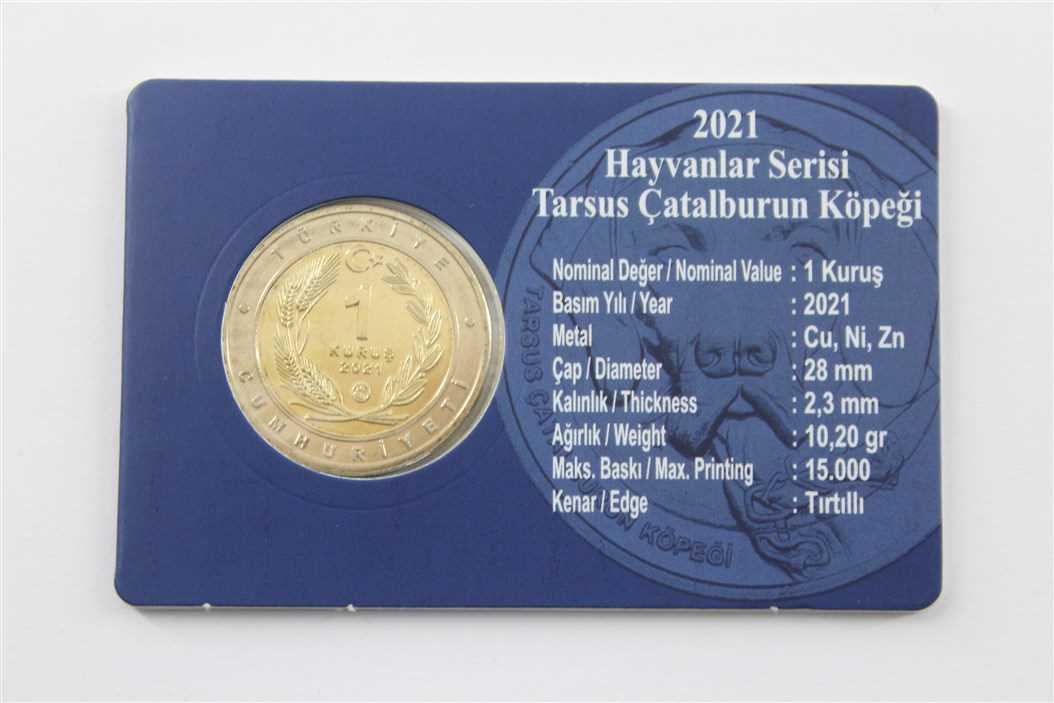 TÜRKİYE
1
KURUŞ
2021
CUMHURİYETİ
2021
Hayvanlar Serisi
Tarsus Çatalburun Köpeği
Nominal Değer / Nominal Value : 1 Kuruş
Basım Yılı / Year : 2021
Metal : Cu, Ni, Zn
Çap / Diameter : 28 mm
Kalınlık / Thickness : 2,3 mm
Ağırlık / Weight : 10,20 gr
Maks. Baskı / Max. Printing : 15.000
Kenar / Edge : Tırtıllı
TARSUS KÖPEĞİ